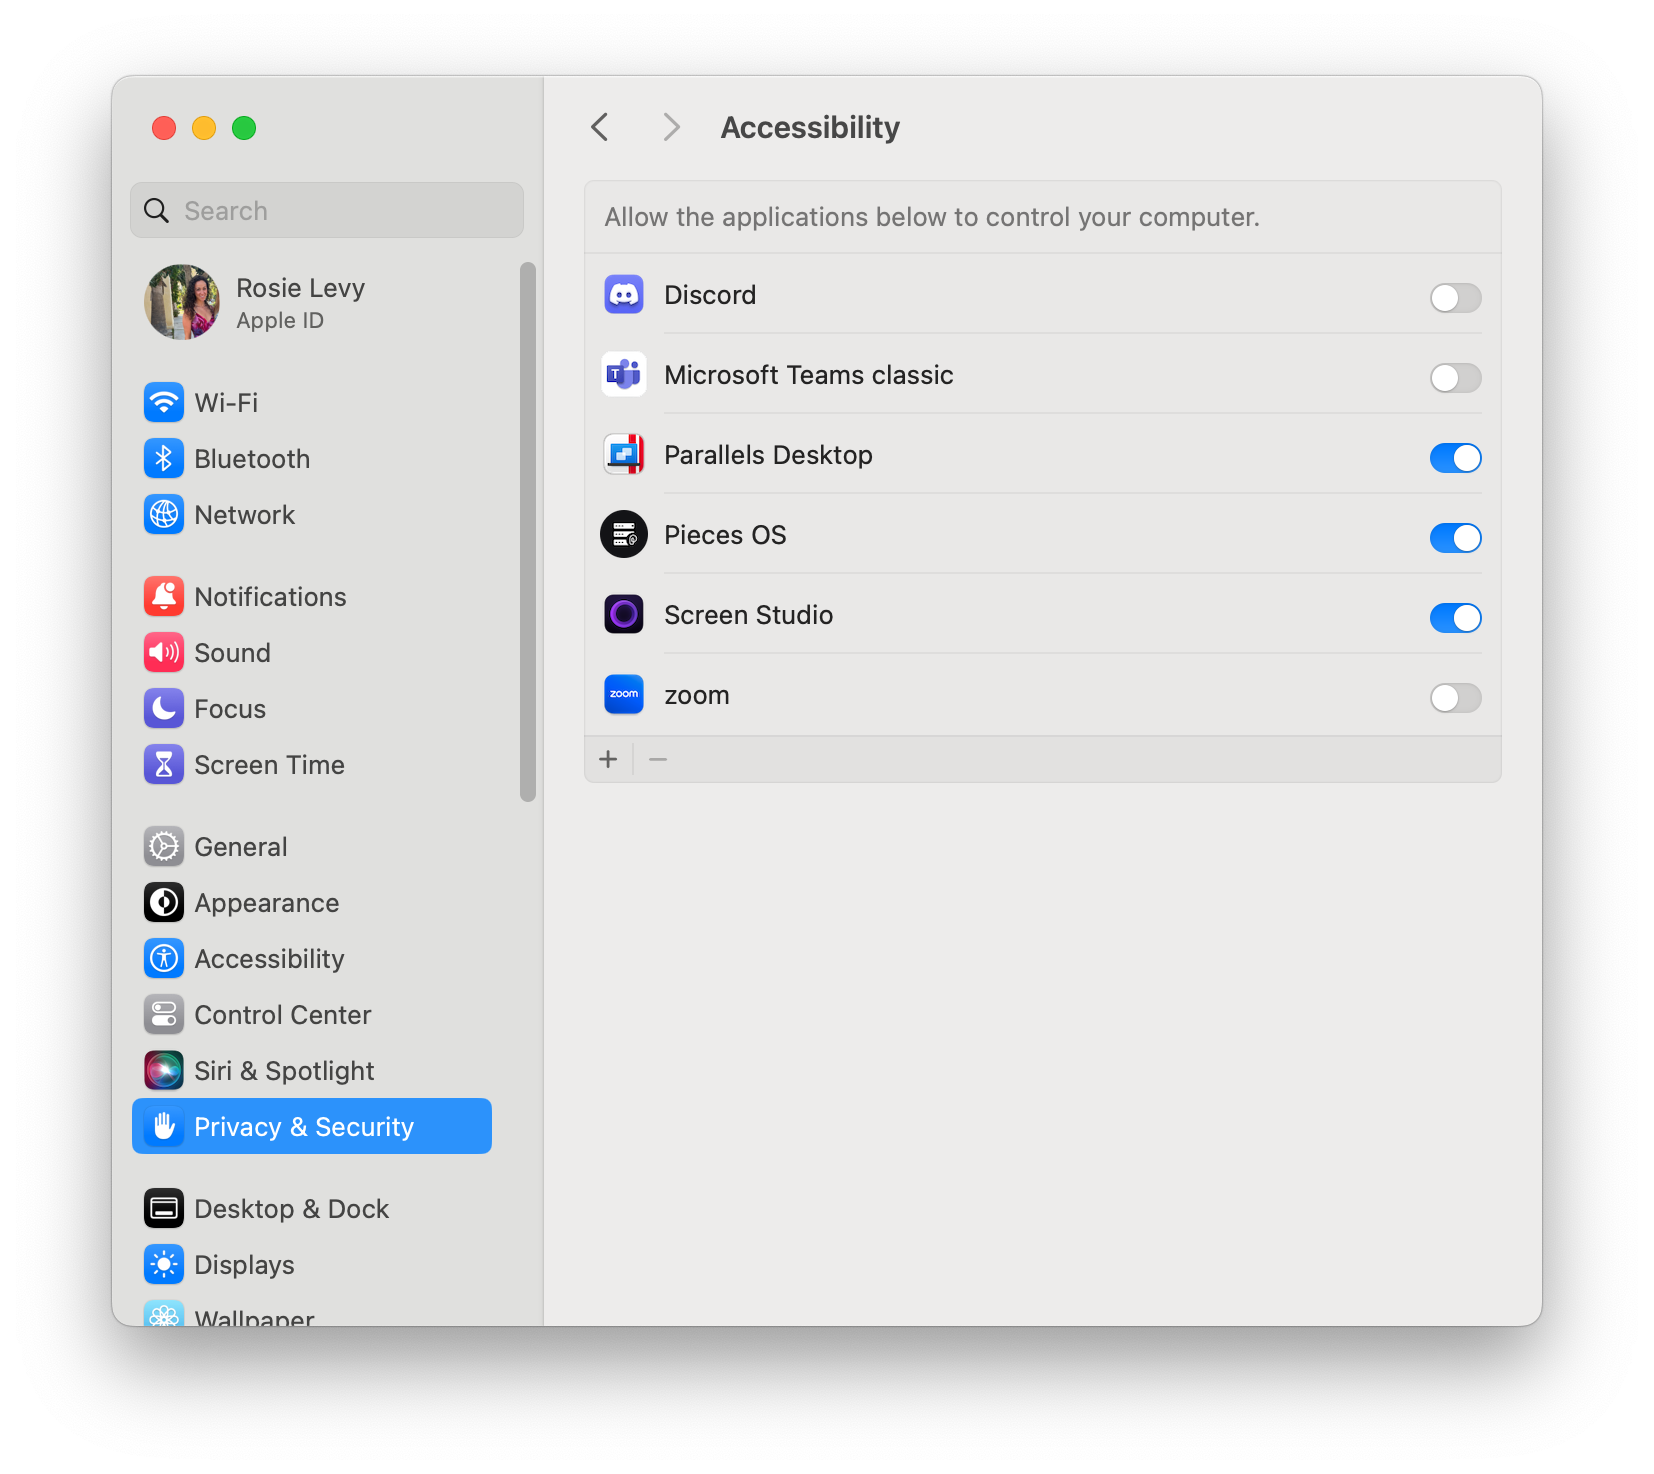 Search
Rosie Levy
Apple ID
Wi-Fi
Bluetooth
Network
Notifications
Sound
Focus
Screen Time
General
Appearance
Accessibility
Control Center
Siri & Spotlight
Privacy & Security
Desktop & Dock
Displays
Wallpaper
Accessibility
Allow the applications below to control your computer.
Discord
T
Microsoft Teams classic
Parallels Desktop
Pieces OS
Screen Studio
zoom
zoom